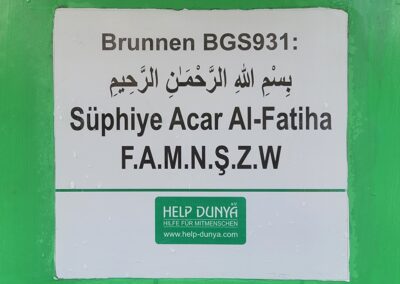 Brunnen BGS931:
بِسْمِ اللهِ الرَّحْمَـٰنِ الرَّحِيمِ
Süphiye Acar Al-Fatiha
F.A.M.N.Ş.Z.W
HELP DUNYA e.V.
HILFE FÜR MITMENSCHEN
www.help-dunya.com